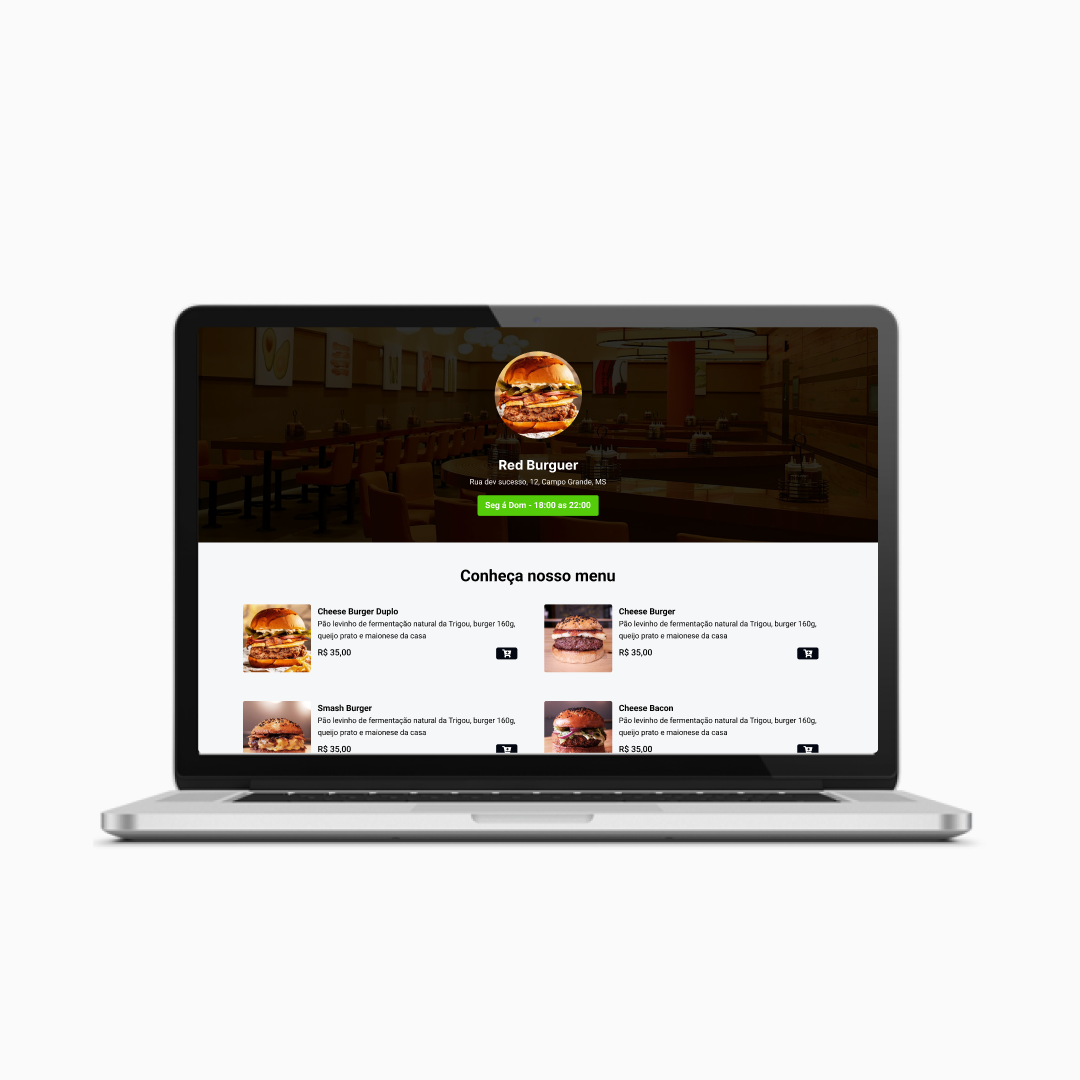 Red Burguer
Rua dev sucesso, 12, Campo Grande, MS
Seg á Dom - 18:00 as 22:00
Conheça nosso menu
Cheese Burger Duplo
Pão levinho de fermentação natural da Trigou, burger 160g,
queijo prato e maionese da casa
R$ 35,00
Cheese Burger
Pão levinho de fermentação natural da Trigou, burger 160g,
queijo prato e maionese da casa
R$ 35,00
Smash Burger
Pão levinho de fermentação natural da Trigou, burger 160g,
queijo prato e maionese da casa
R$ 35,00
Cheese Bacon
Pão levinho de fermentação natural da Trigou, burger 160g,
queijo prato e maionese da casa
R$ 35,00